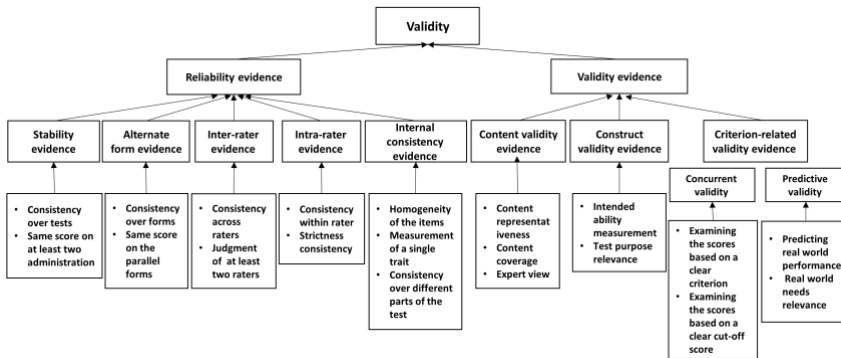 Validity
Reliability evidence
Validity evidence
Stability
evidence
Alternate
form evidence
Inter-rater
evidence
Intra-rater
evidence
Internal
consistency
evidence
Content validity
evidence
Construct
validity evidence
Criterion-related
validity evidence
Concurrent
validity
Predictive
validity
• Consistency
over tests
• Same score on
at least two
administration
• Consistency
over forms
• Same score
on the
parallel
forms
• Consistency
across
raters
• Judgment
of at least
two raters
• Consistency
within rater
• Strictness
consistency
• Homogeneity
of the items
• Measurement
of a single
trait
• Consistency
over different
parts of the
test
• Content
representat
iveness
• Content
coverage
• Expert view
• Intended
ability
measurement
• Test purpose
relevance
• Examining
the scores
based on a
clear
criterion
• Examining
the scores
based on a
clear cut-off
score
• Predicting
real world
performance
• Real world
needs
relevance